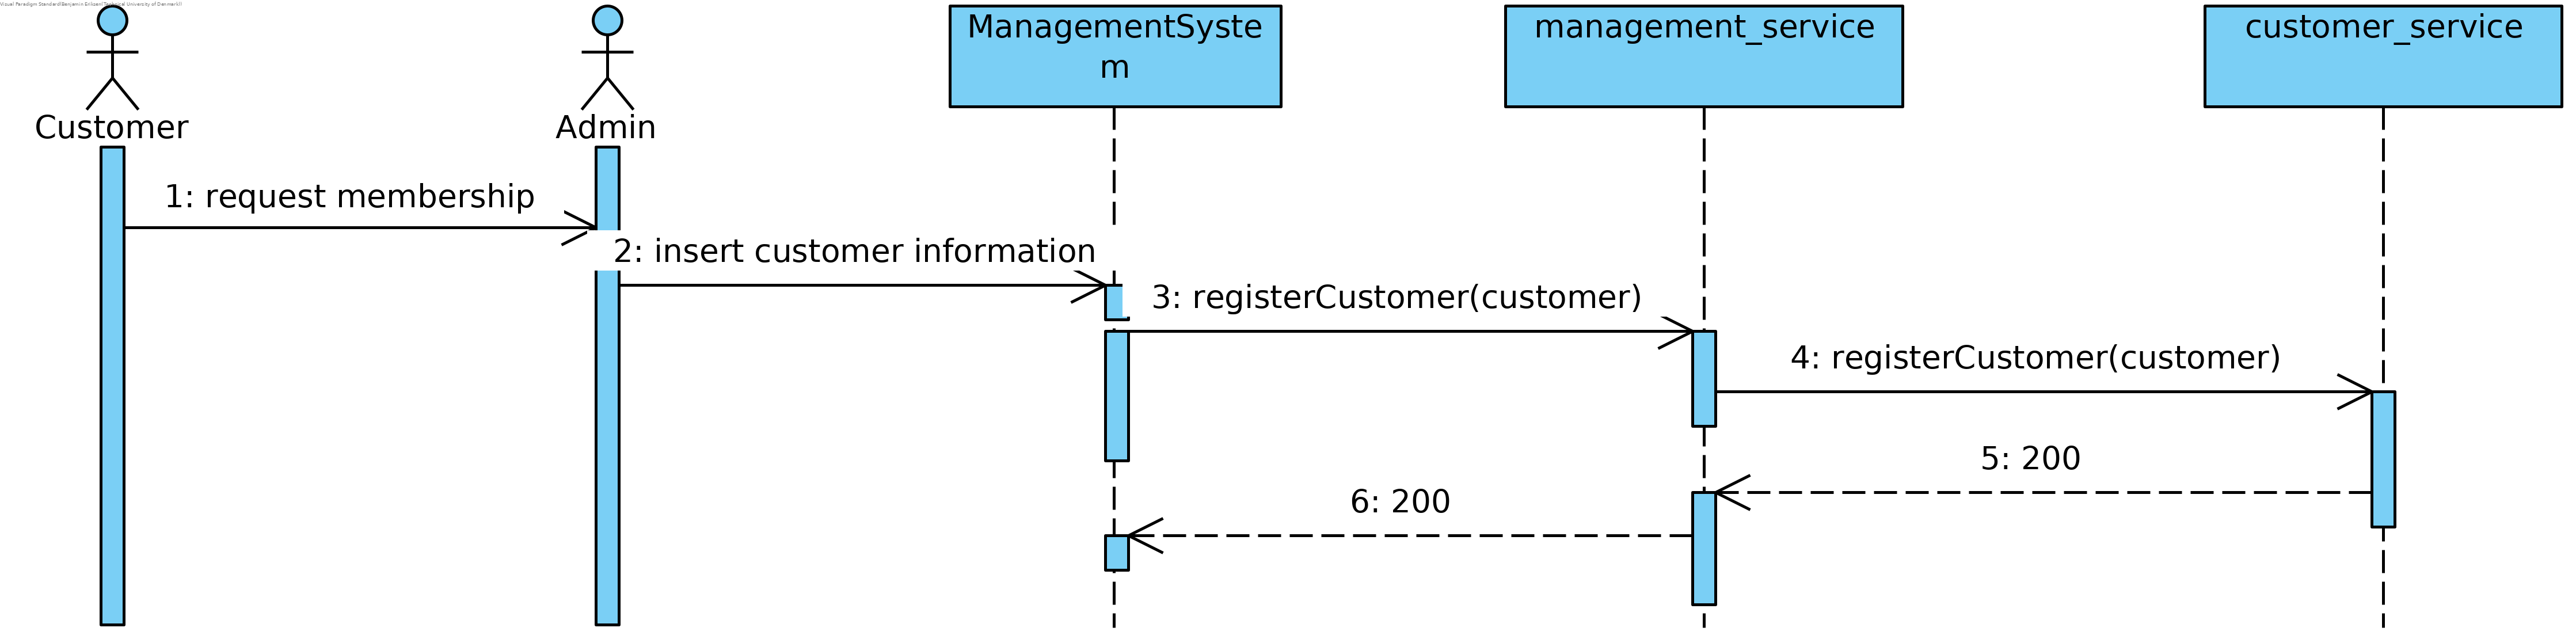 Visual Paradigm Standard(Benjamin Eriksen(Technical University of Denmark))
Customer
Admin
ManagementSyste
m
management_service
customer_service
1: request membership
2: insert customer information
3: registerCustomer(customer)
4: registerCustomer(customer)
5: 200
6: 200